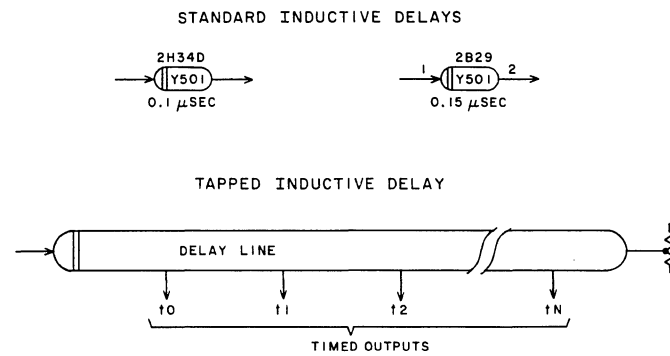 STANDARD INDUCTIVE DELAYS
2H34D
Y501
0.1 μSEC
2B29
1
Y501
2
0.15 μSEC
TAPPED INDUCTIVE DELAY
DELAY LINE
t0 t1 t2 tN
TIMED OUTPUTS